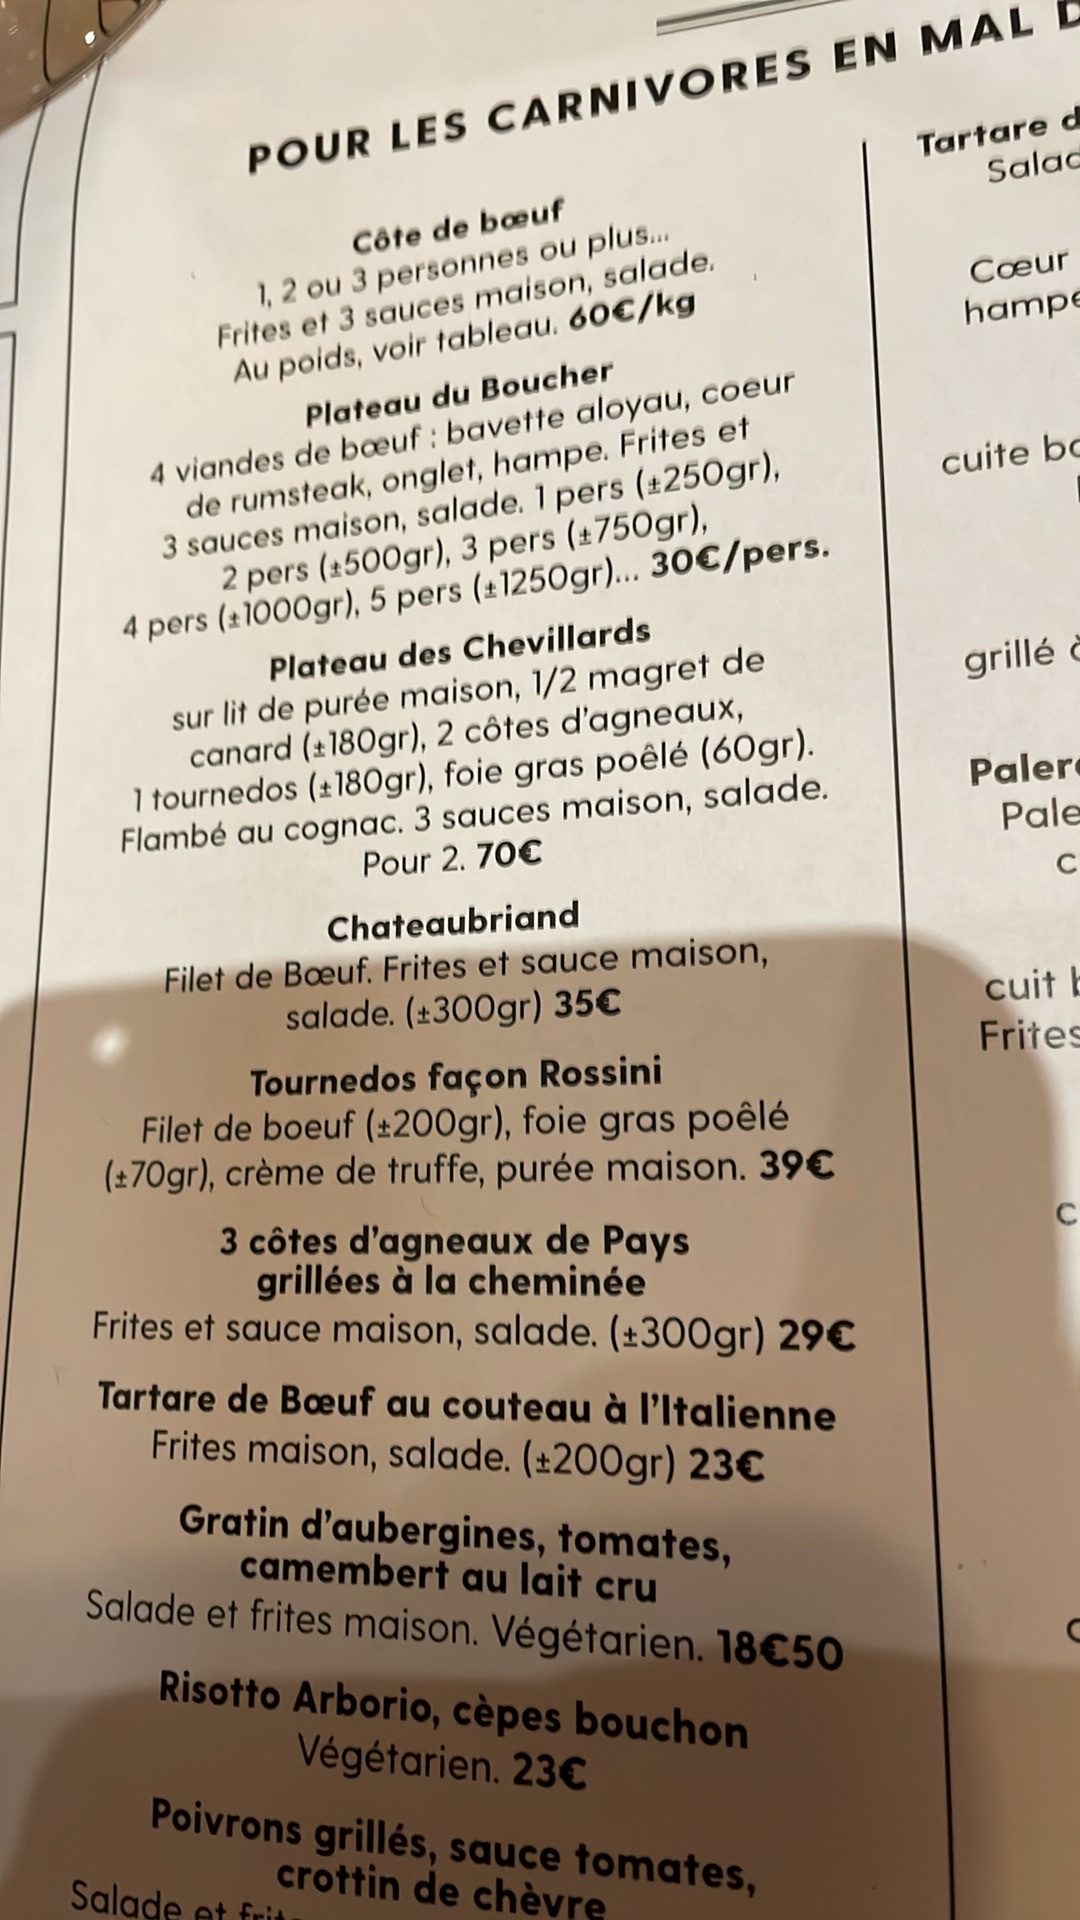 POUR LES CARNIVORES EN MAL
Côte de bœuf
1, 2 ou 3 personnes ou plus...
Frites et 3 sauces maison, salade.
Au poids, voir tableau. 60€/kg
Plateau du Boucher
4 viandes de bœuf : bavette aloyau, coeur
de rumsteak, onglet, hampe. Frites et
3 sauces maison, salade. 1 pers (±250gr),
2 pers (±500gr), 3 pers (±750gr),
4 pers (±1000gr), 5 pers (±1250gr)... 30€/pers.
Plateau des Chevillards
sur lit de purée maison, 1/2 magret de
canard (±180gr), 2 côtes d'agneaux,
1 tournedos (±180gr), foie gras poêlé (60gr).
Flambé au cognac. 3 sauces maison, salade.
Pour 2. 70€
Chateaubriand
Filet de Bœuf. Frites et sauce maison,
salade. (±300gr) 35€
Tournedos façon Rossini
Filet de boeuf (±200gr), foie gras poêlé
(±70gr), crème de truffe, purée maison. 39€
3 côtes d'agneaux de Pays
grillées à la cheminée
Frites et sauce maison, salade. (±300gr) 29€
Tartare de Bœuf au couteau à l'Italienne
Frites maison, salade. (±200gr) 23€
Gratin d'aubergines, tomates,
camembert au lait cru
Salade et frites maison. Végétarien. 18€50
Risotto Arborio, cèpes bouchon
Végétarien. 23€
Poivrons grillés, sauce tomates,
crottin de chèvre
Salade et
Tartare
Cœur
cuite
grillé
cuit
Frites